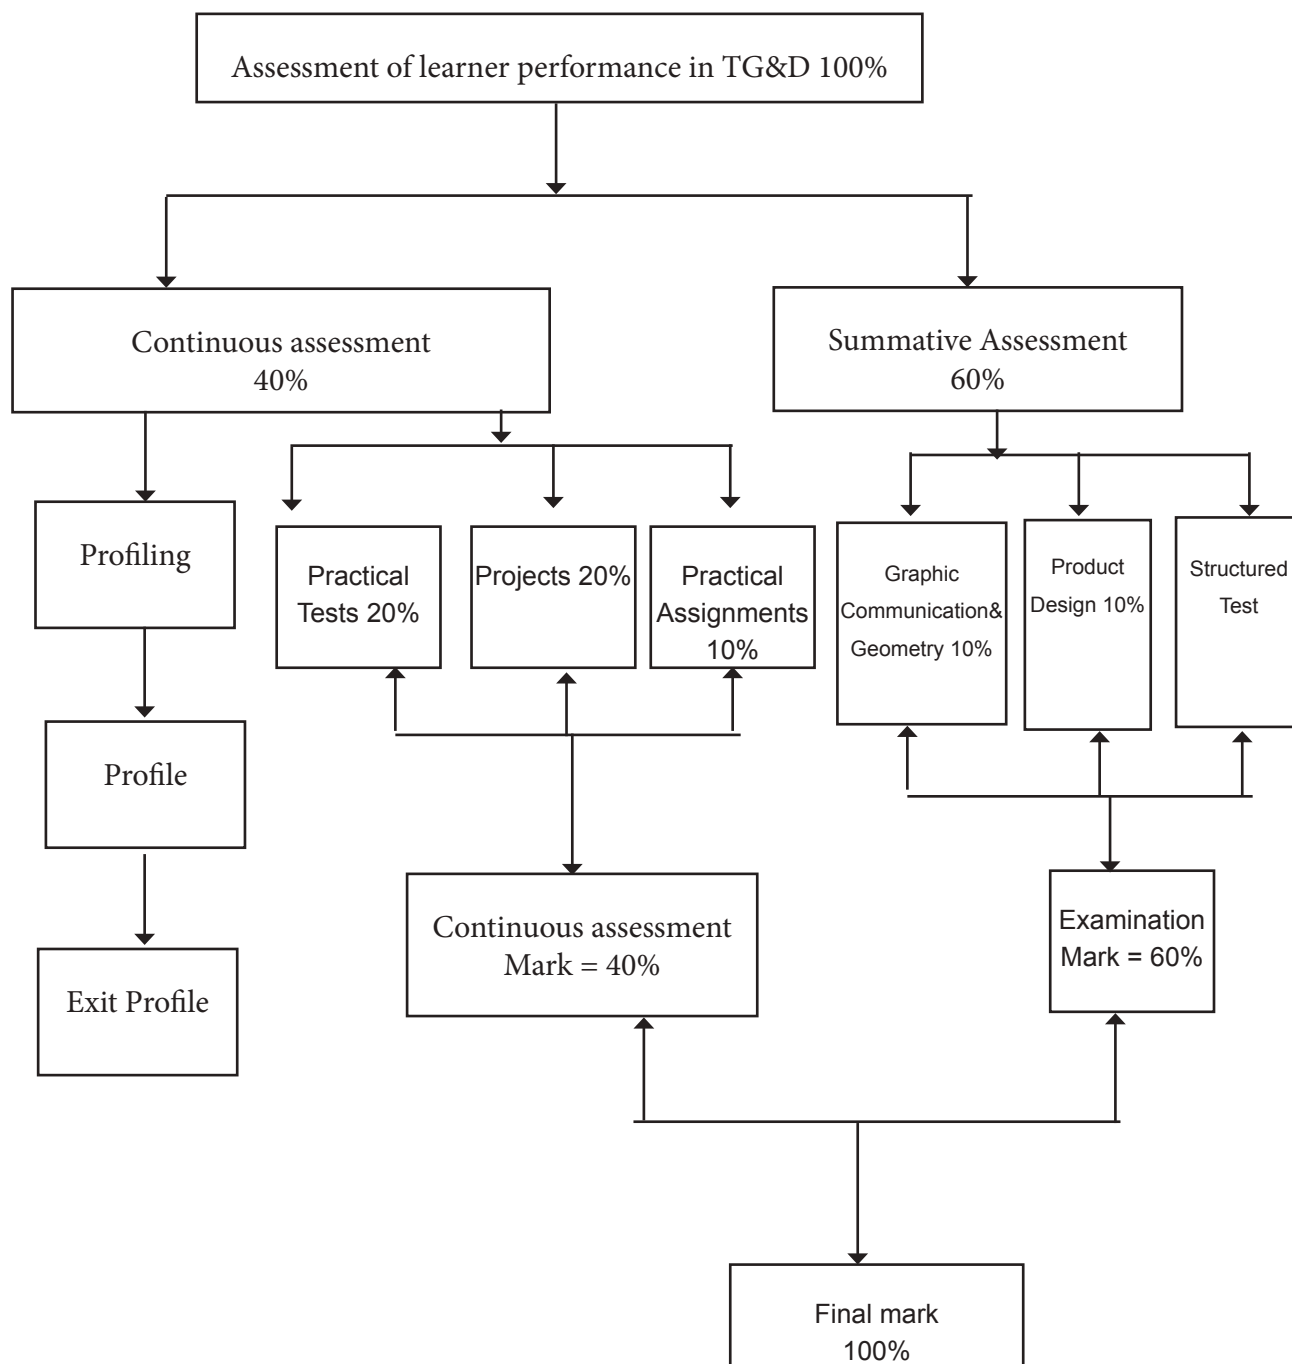 Assessment of learner performance in TG&D 100%
Continuous assessment
40%
Summative Assessment
60%
Profiling
Practical
Tests 20%
Projects 20%
Practical
Assignments
10%
Graphic
Communication&
Geometry 10%
Product
Design 10%
Structured
Test
Profile
Continuous assessment
Mark = 40%
Examination
Mark = 60%
Exit Profile
Final mark
100%